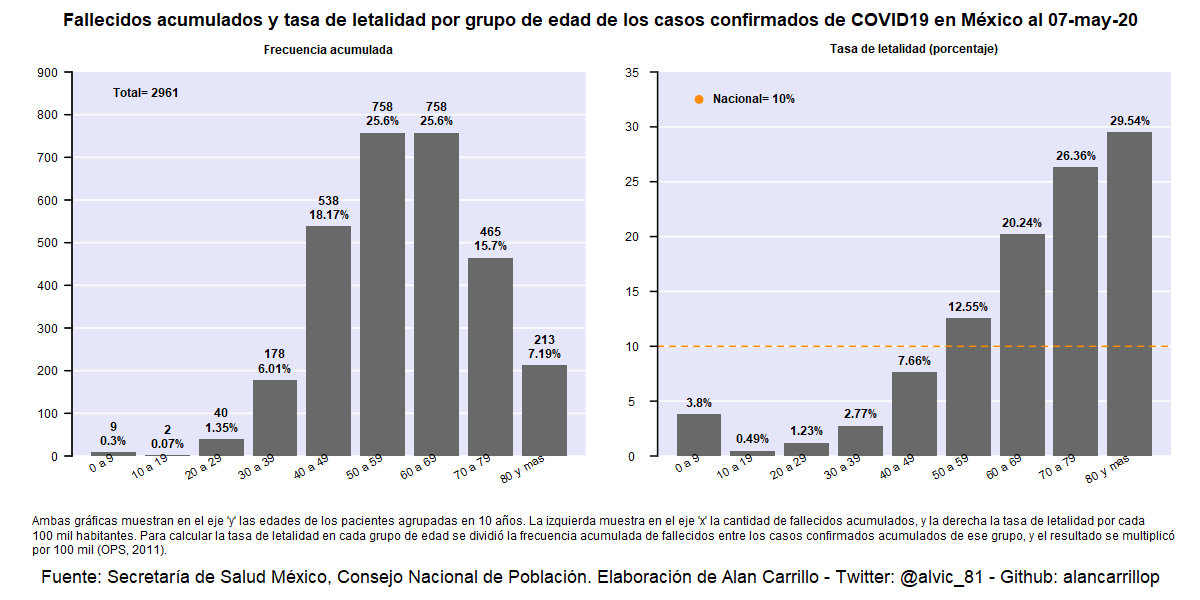 Fallecidos acumulados y tasa de letalidad por grupo de edad de los casos confirmados de COVID19 en México al 07-may-20
Frecuencia acumulada
900
800
700
600
500
400
300
200
100
0
Total= 2961
9
0.3%
2
0.07%
40
1.35%
178
6.01%
538
18.17%
758
25.6%
758
25.6%
465
15.7%
213
7.19%
0 a 9
10 a 19
20 a 29
30 a 39
40 a 49
50 a 59
60 a 69
70 a 79
80 y mas
Tasa de letalidad (porcentaje)
35
30
25
20
15
10
5
0
Nacional= 10%
3.8%
0.49%
1.23%
2.77%
7.66%
12.55%
20.24%
26.36%
29.54%
0 a 9
10 a 19
20 a 29
30 a 39
40 a 49
50 a 59
60 a 69
70 a 79
80 y mas
Ambas gráficas muestran en el eje 'y' las edades de los pacientes agrupadas en 10 años. La izquierda muestra en el eje 'x' la cantidad de fallecidos acumulados, y la derecha la tasa de letalidad por cada
100 mil habitantes. Para calcular la tasa de letalidad en cada grupo de edad se dividió la frecuencia acumulada de fallecidos entre los casos confirmados acumulados de ese grupo, y el resultado se multiplicó
por 100 mil (OPS, 2011).
Fuente: Secretaría de Salud México, Consejo Nacional de Población. Elaboración de Alan Carrillo - Twitter: @alvic_81 - Github: alancarrillop